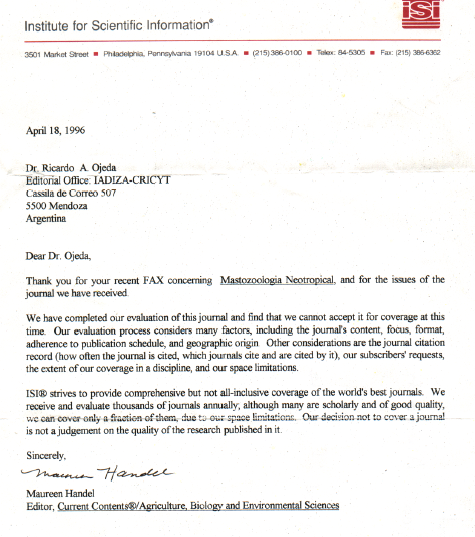 Institute for Scientific Information®
ISI®
3501 Market Street ■ Philadelphia, Pennsylvania 19104 U.S.A. ■ (215) 386-0100 ■ Telex: 84-5305 ■ Fax: (215) 386-6362
April 18, 1996
Dr. Ricardo A. Ojeda
Editorial Office: IADIZA-CRICYT
Cassila de Correo 507
5500 Mendoza
Argentina
Dear Dr. Ojeda,
Thank you for your recent FAX concerning Mastozoologia Neotropical, and for the issues of the
journal we have received.
We have completed our evaluation of this journal and find that we cannot accept it for coverage at this
time. Our evaluation process considers many factors, including the journal's content, focus, format,
adherence to publication schedule, and geographic origin. Other considerations are the journal citation
record (how often the journal is cited, which journals cite and are cited by it), our subscribers' requests,
the extent of our coverage in a discipline, and our space limitations.
ISI® strives to provide comprehensive but not all-inclusive coverage of the world's best journals. We
receive and evaluate thousands of journals annually; although many are scholarly and of good quality,
we can cover only a fraction of them, due to our space limitations. Our decision not to cover a journal
is not a judgement on the quality of the research published in it.
Sincerely,
Maureen Handel
Maureen Handel
Editor, Current Contents®/Agriculture, Biology and Environmental Sciences